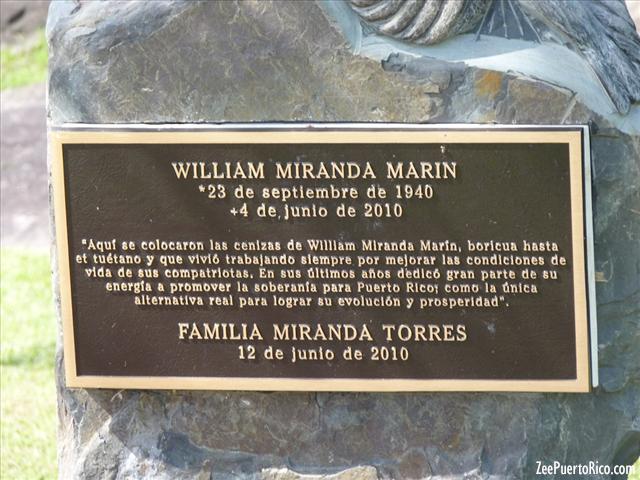 WILLIAM MIRANDA MARIN
*23 de septiembre de 1940
+4 de junio de 2010
"Aquí se colocaron las cenizas de William Miranda Marín, boricua hasta
el tuétano y que vivió trabajando siempre por mejorar las condiciones de
vida de sus compatriotas. En sus últimos años dedicó gran parte de su
energía a promover la soberanía para Puerto Rico; como la única
alternativa real para lograr su evolución y prosperidad".
FAMILIA MIRANDA TORRES
12 de junio de 2010
ZeePuertoRico.com